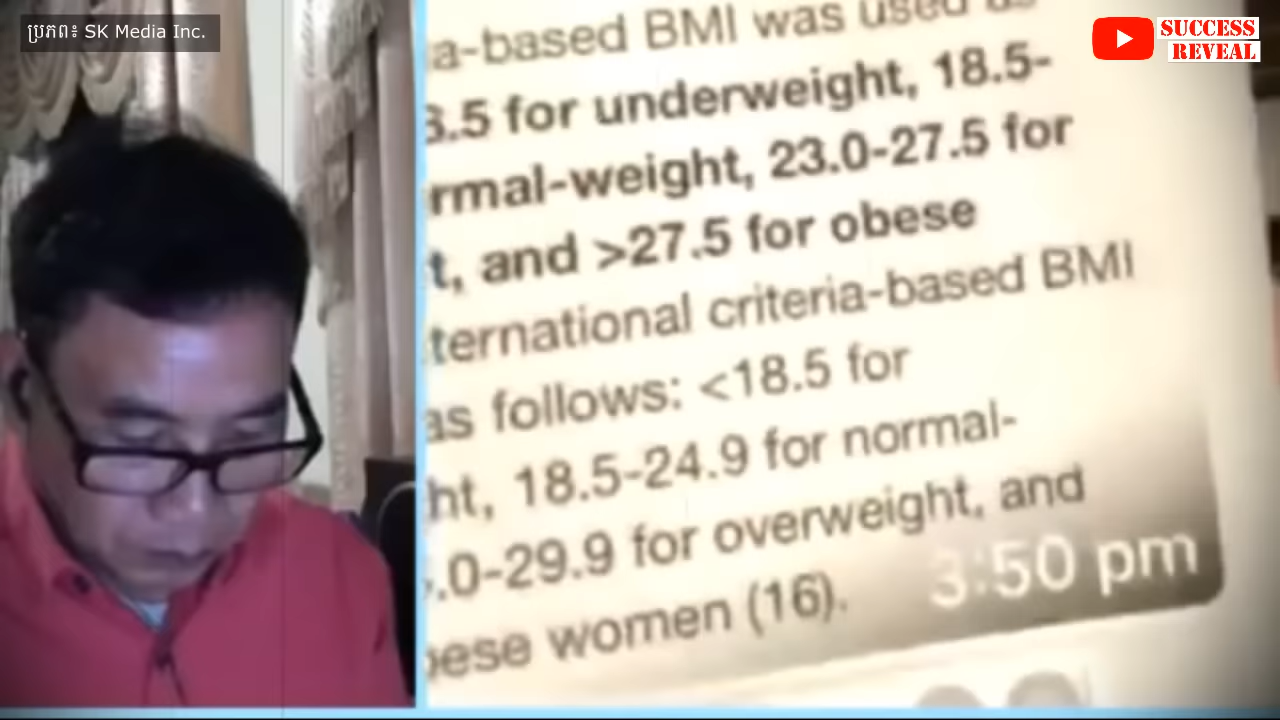 ប្រភព៖ SK Media Inc.
SUCCESS
REVEAL
a-based BMI was used as
8.5 for underweight, 18.5-
rmal-weight, 23.0-27.5 for
t, and >27.5 for obese
ternational criteria-based BMI
as follows: <18.5 for
ht, 18.5-24.9 for normal-
.0-29.9 for overweight, and
ese women (16).
3:50 pm